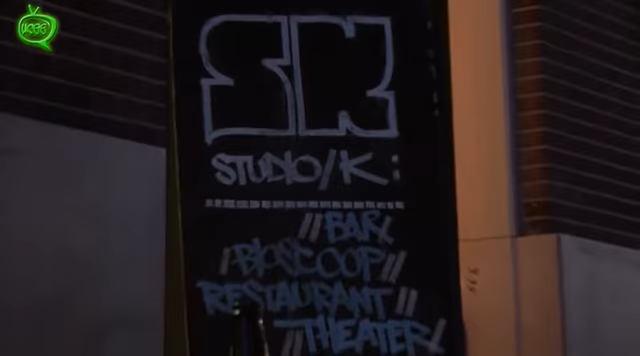 SK
STUDIO/K:
//BAR/
/BIOSCOOP//
RESTAURANT//
//THEATER/